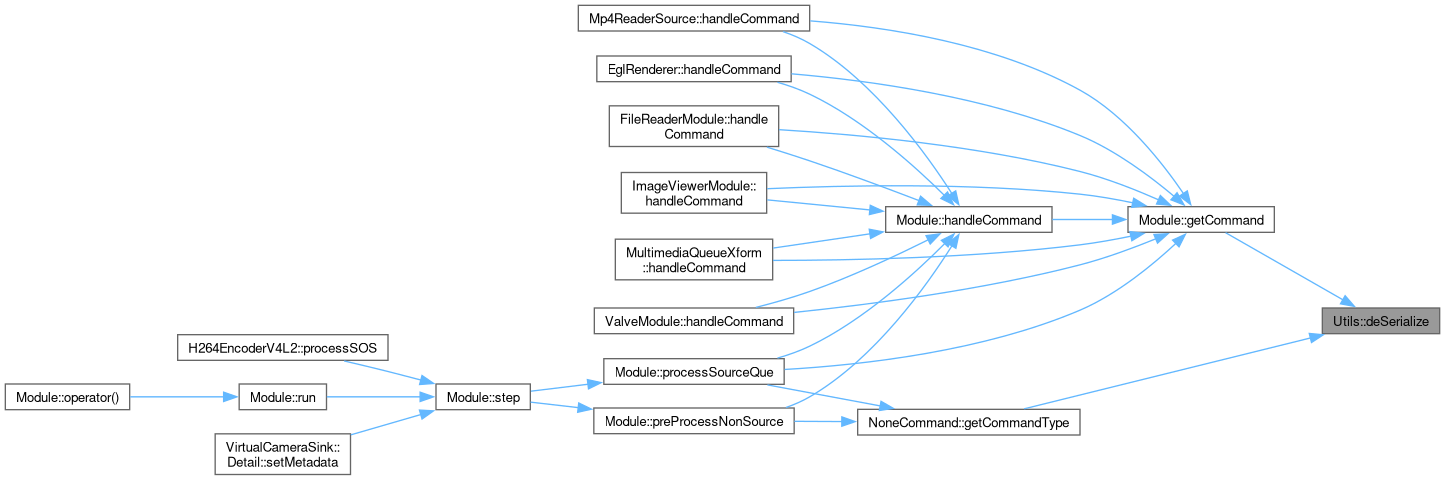 Mp4ReaderSource::handleCommand
EglRenderer::handleCommand
FileReaderModule::handle
Command
ImageViewerModule::
handleCommand
Module::handleCommand
Module::getCommand
MultimediaQueueXform
::handleCommand
ValveModule::handleCommand
Utils::deSerialize
H264EncoderV4L2::processSOS
Module::processSourceQue
Module::operator()
Module::run
Module::step
Module::preProcessNonSource
NoneCommand::getCommandType
VirtualCameraSink::
Detail::setMetadata